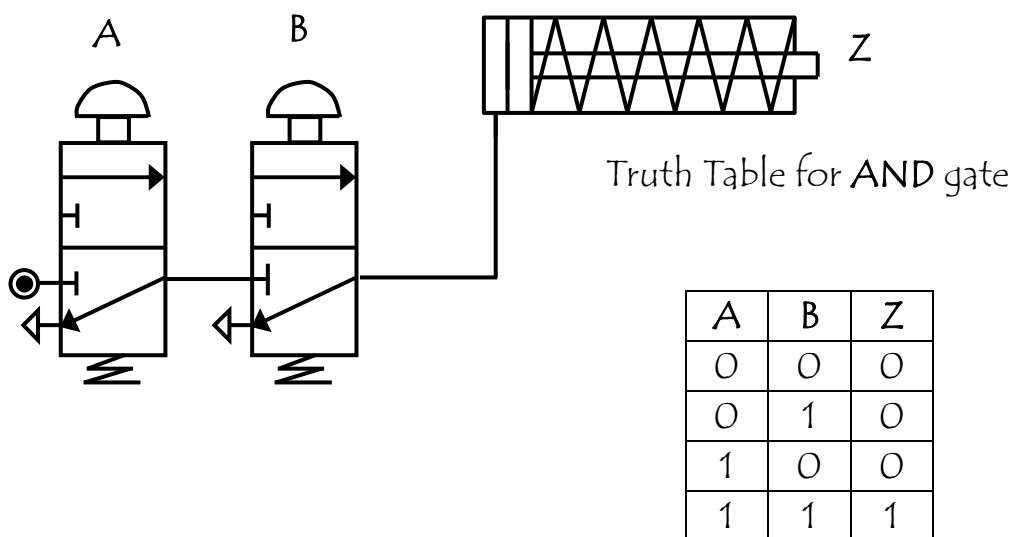 A
B
Z
Truth Table for AND gate
A B Z
0 0 0
0 1 0
1 0 0
1 1 1